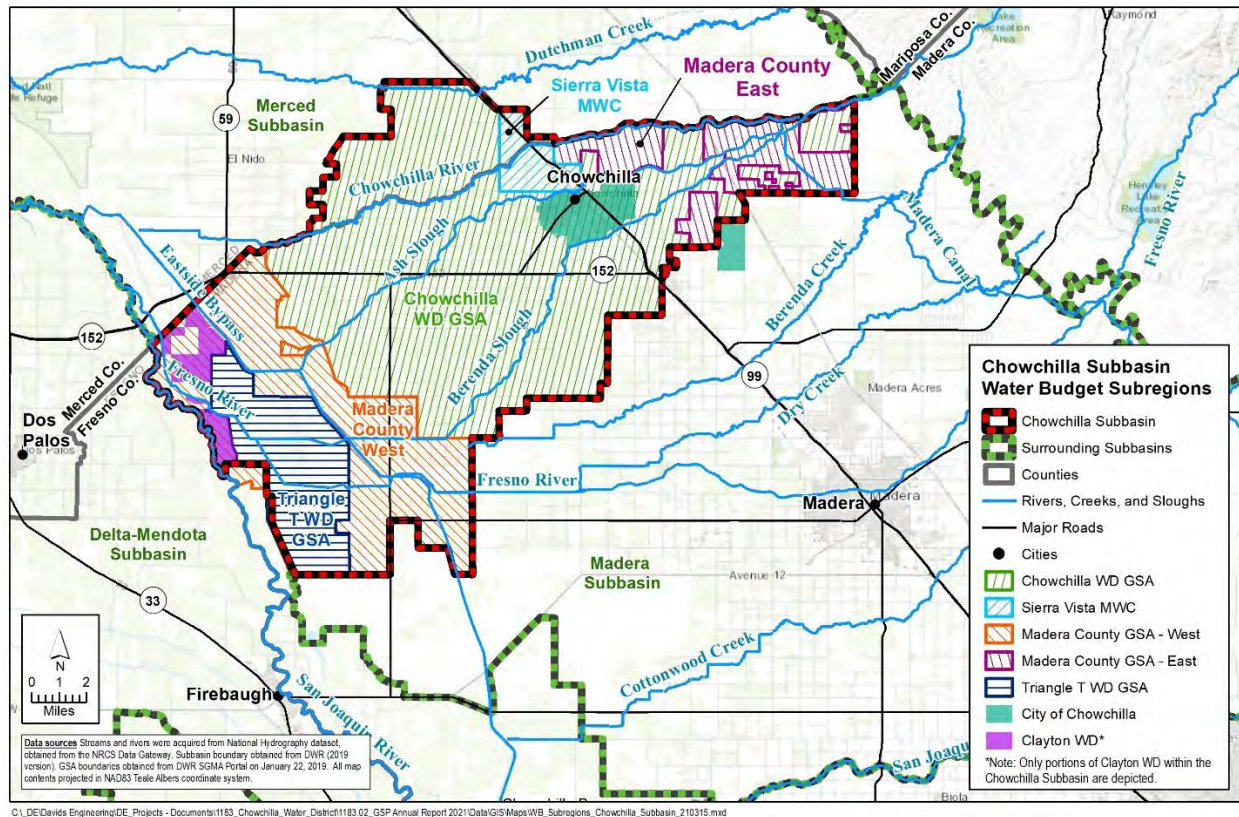 Dutchman Creek
Lake
Recreation
Area
Raymond
Mariposa Co.
Madera Co.
Merced
Subbasin
Sierra Vista
MWC
Madera County
East
59
El Nido
Chowchilla River
Chowchilla
Ash Slough
Berenda Creek
Madera Canal
Fresno River
Eastside Bypass
152
Chowchilla
WD GSA
Berenda Slough
152
Merced Co.
Fresno Co.
Fresno River
Madera
County
West
99
Madera Acres
Dry Creek
Dos
Palos
Dos Palos
Fresno River
Triangle
T WD
GSA
Madera
Madera
Delta-Mendota
Subbasin
Madera
Subbasin
Avenue 12
33
Cottonwood Creek
Firebaugh
San Joaquin River
Biola
N
0 1 2
Miles
Data sources Streams and rivers were acquired from National Hydrography dataset,
obtained from the NRCS Data Gateway, Subbasin boundary obtained from DWR (2019
version). GSA boundaries obtained from DWR SGMA Portal on January 22, 2019. All map
contents projected in NAD83 Teale Albers coordinate system.
Chowchilla Subbasin
Water Budget Subregions
Chowchilla Subbasin
Surrounding Subbasins
Counties
Rivers, Creeks, and Sloughs
Major Roads
Cities
Chowchilla WD GSA
Sierra Vista MWC
Madera County GSA - West
Madera County GSA - East
Triangle T WD GSA
City of Chowchilla
Clayton WD*
*Note: Only portions of Clayton WD within the
Chowchilla Subbasin are depicted.
C:\_DE\Davids Engineering\DE_Projects - Documents\1183_Chowchilla_Water_District\1183.02_GSP Annual Report 2021\Data\GIS\Maps\WB_Subregions_Chowchilla_Subbasin_210315.mxd